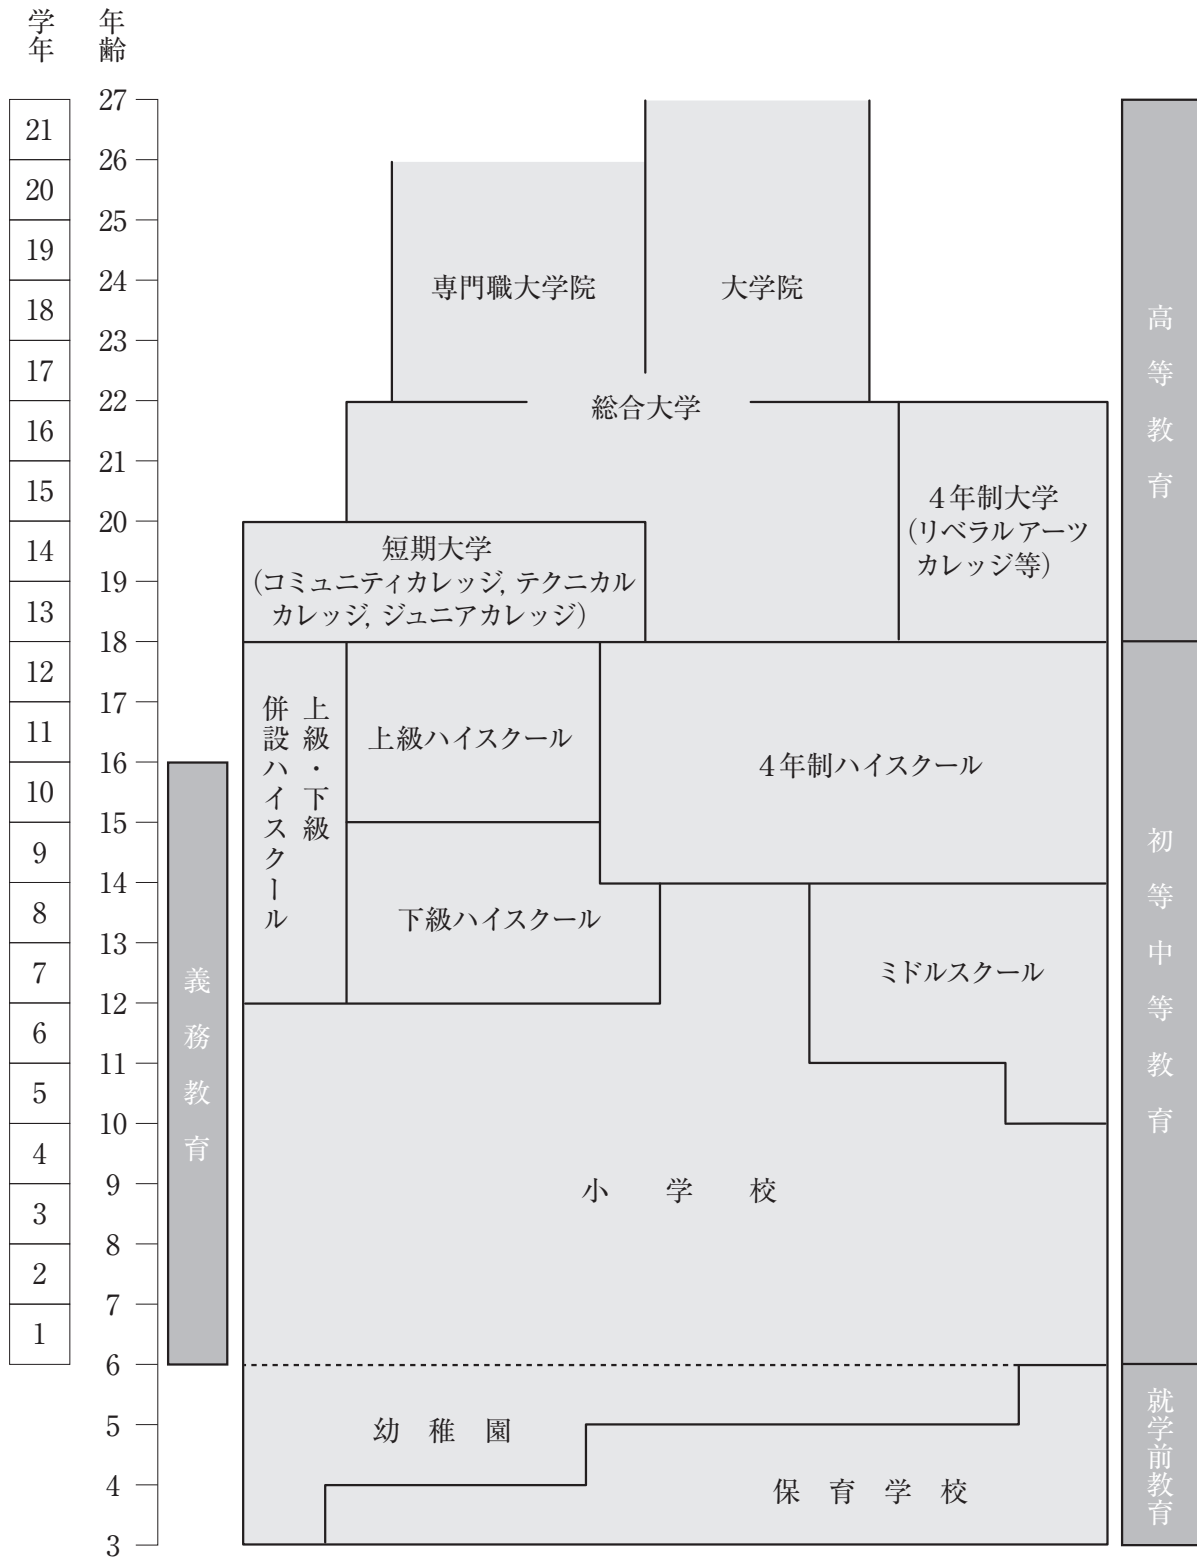 学年
年齢
27
21
26
20
25
19
24
18
23
17
22
16
21
15
20
14
19
13
18
12
17
11
16
10
15
9
14
8
13
7
12
6
11
5
10
4
9
3
8
2
7
1
6
5
4
3
義務教育
専門職大学院
大学院
総合大学
4年制大学
(リベラルアーツ
カレッジ等)
短期大学
(コミュニティカレッジ, テクニカル
カレッジ, ジュニアカレッジ)
上級・下級
併設ハイスクール
上級ハイスクール
4年制ハイスクール
下級ハイスクール
ミドルスクール
小学校
幼稚園
保育学校
高等教育
初等中等教育
就学前教育